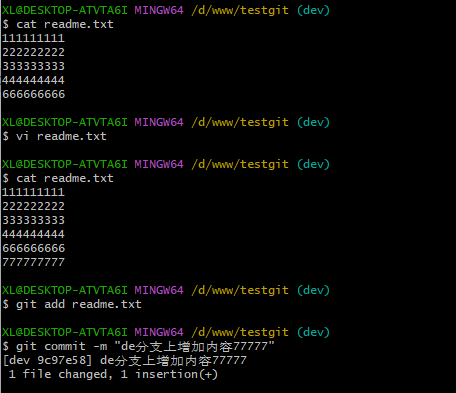 XL@DESKTOP-ATVTA6I MINGW64 /d/www/testgit (dev)
$ cat readme.txt
111111111
222222222
333333333
444444444
666666666
XL@DESKTOP-ATVTA6I MINGW64 /d/www/testgit (dev)
$ vi readme.txt
XL@DESKTOP-ATVTA6I MINGW64 /d/www/testgit (dev)
$ cat readme.txt
111111111
222222222
333333333
444444444
666666666
777777777
XL@DESKTOP-ATVTA6I MINGW64 /d/www/testgit (dev)
$ git add readme.txt
XL@DESKTOP-ATVTA6I MINGW64 /d/www/testgit (dev)
$ git commit -m "de分支上增加内容77777"
[dev 9c97e58] de分支上增加内容77777
 1 file changed, 1 insertion(+)